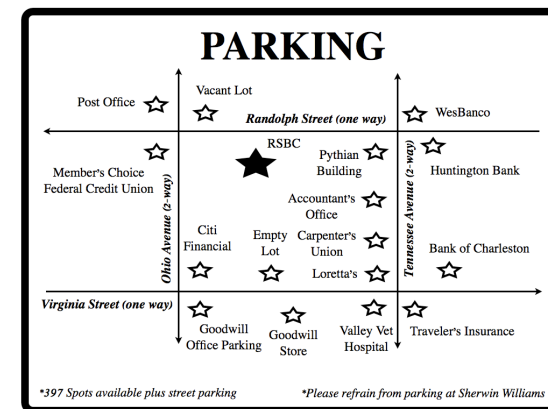 PARKING
Post Office
Vacant Lot
Randolph Street (one way)
WesBanco
Member's Choice
Federal Credit Union
RSBC
Pythian
Building
Huntington Bank
Accountant's
Office
Ohio Avenue (2-way)
Tennessee Avenue (2-way)
Citi
Financial
Empty
Lot
Carpenter's
Union
Loretta's
Bank of Charleston
Virginia Street (one way)
Goodwill
Office Parking
Goodwill
Store
Valley Vet
Hospital
Traveler's Insurance
*397 Spots available plus street parking
*Please refrain from parking at Sherwin Williams